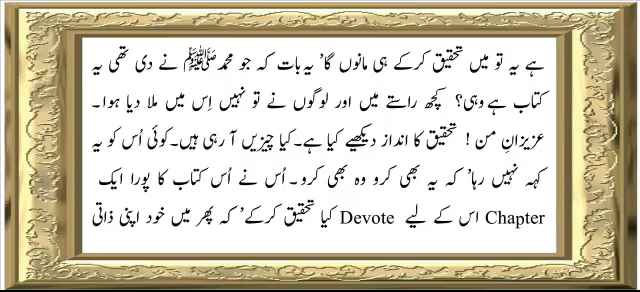 ہے یہ تو میں تحقیق کرکے ہی مانوں گا’ یہ بات کہ جو محمدﷺ نے دی تھی یہ
کتاب ہے وہی؟ کچھ راستے میں اور لوگوں نے تو نہیں اِس میں ملا دیا ہوا۔
عزیزانِ من! تحقیق کا انداز دیکھیے کیا ہے۔کیا چیزیں آ رہی ہیں۔کوئی اُس کو یہ
کہہ نہیں رہا’ کہ یہ بھی کرو وہ بھی کرو۔اُس نے اُس کتاب کا پورا ایک
Chapter اس کے لیے Devote کیا تحقیق کرکے’ کہ پھر میں خود اپنی ذاتی